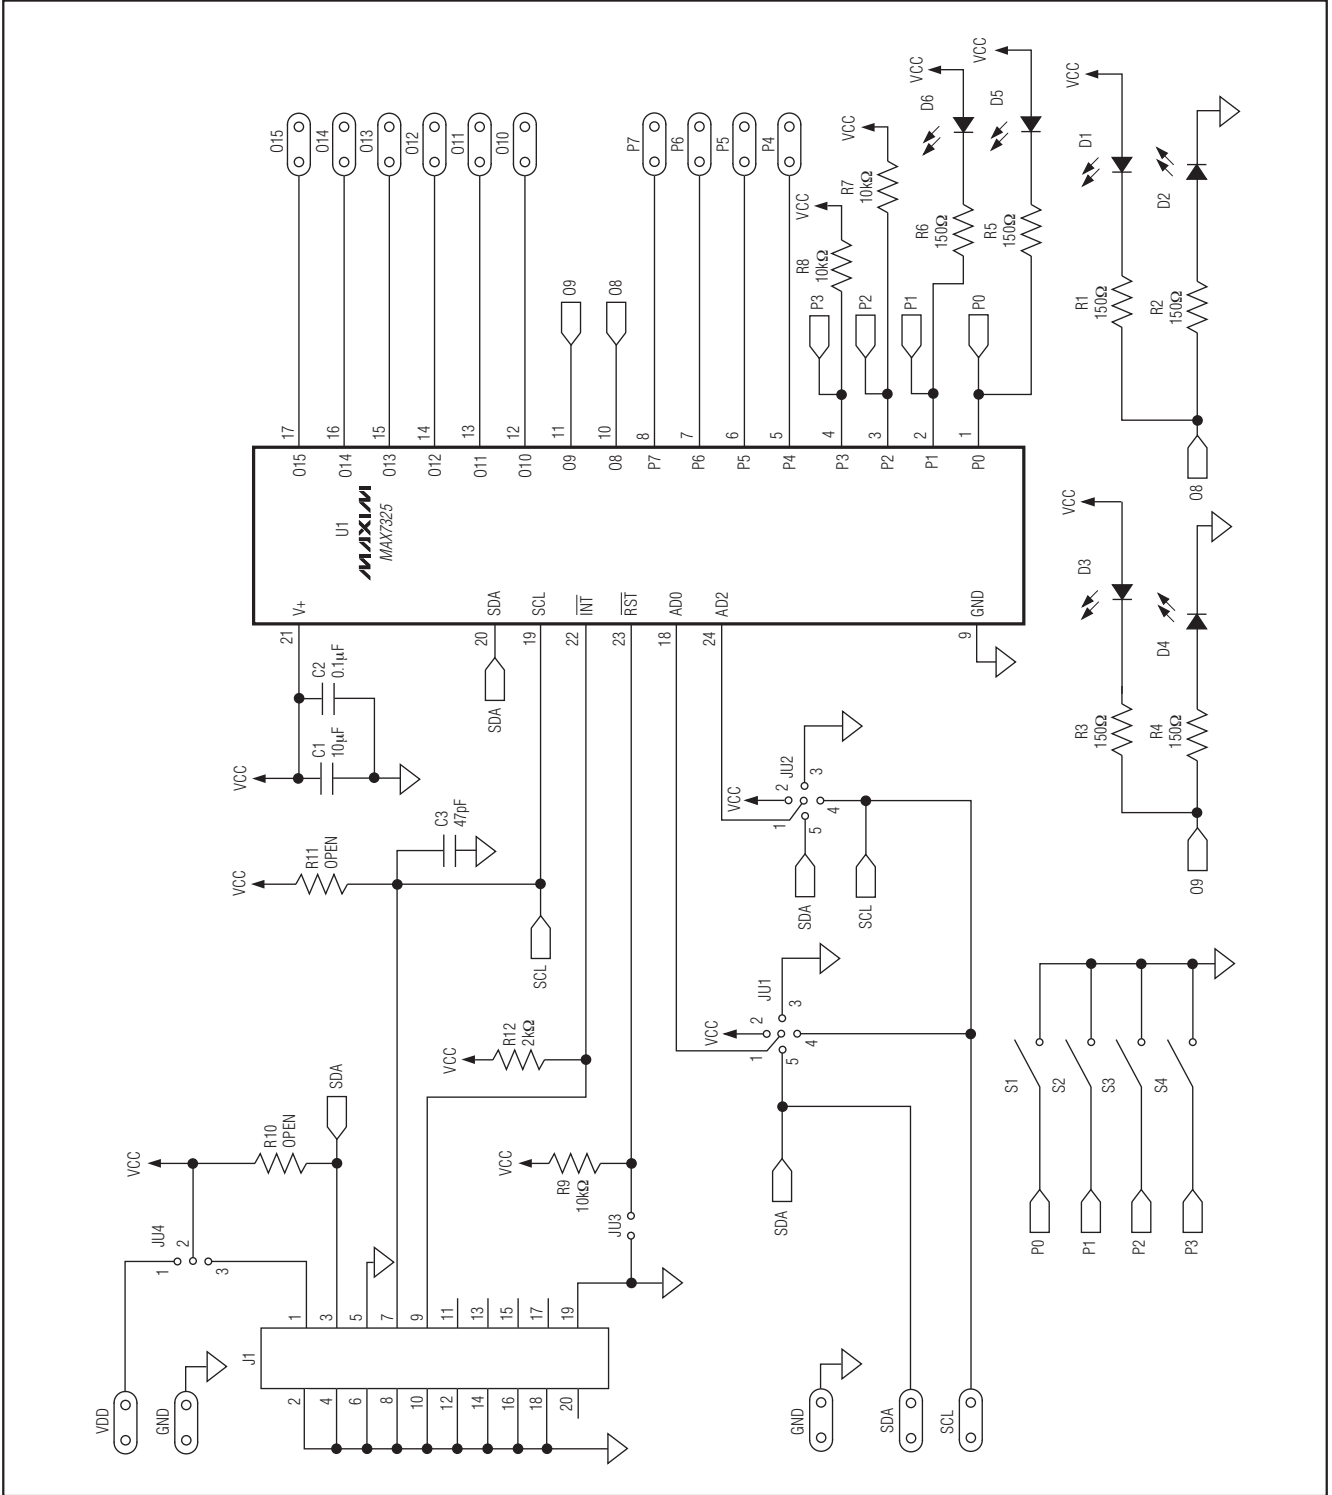 O15
O14
O13
O12
O11
O10
O9
O8
P7
P6
P5
P4
VCC
R8
10kΩ
VCC
R7
10kΩ
P3
P2
P1
P0
VCC
D6
R6
150Ω
VCC
D5
R5
150Ω
VCC
D1
R1
150Ω
D2
R2
150Ω
O8
17
16
15
14
13
12
11
10
8
7
6
5
4
3
2
1
O15
O14
O13
O12
O11
O10
O9
O8
P7
P6
P5
P4
P3
P2
P1
P0
U1
MAXIM
MAX7325
V+
SDA
SCL
INT
RST
AD0
AD2
GND
21
20
19
22
23
18
24
9
VCC
C1
10μF
C2
0.1μF
SDA
VCC
R11
OPEN
C3
47pF
SCL
VCC
R12
2kΩ
VCC
JU2
1
2
3
4
5
SDA
SCL
VCC
JU1
1
2
3
4
5
SDA
VCC
D3
R3
150Ω
D4
R4
150Ω
O9
VCC
R10
OPEN
SDA
JU4
1
2
3
VCC
R9
10kΩ
JU3
J1
1
3
5
7
9
11
13
15
17
19
2
4
6
8
10
12
14
16
18
20
VDD
GND
GND
SDA
SCL
S1
S2
S3
S4
P0
P1
P2
P3